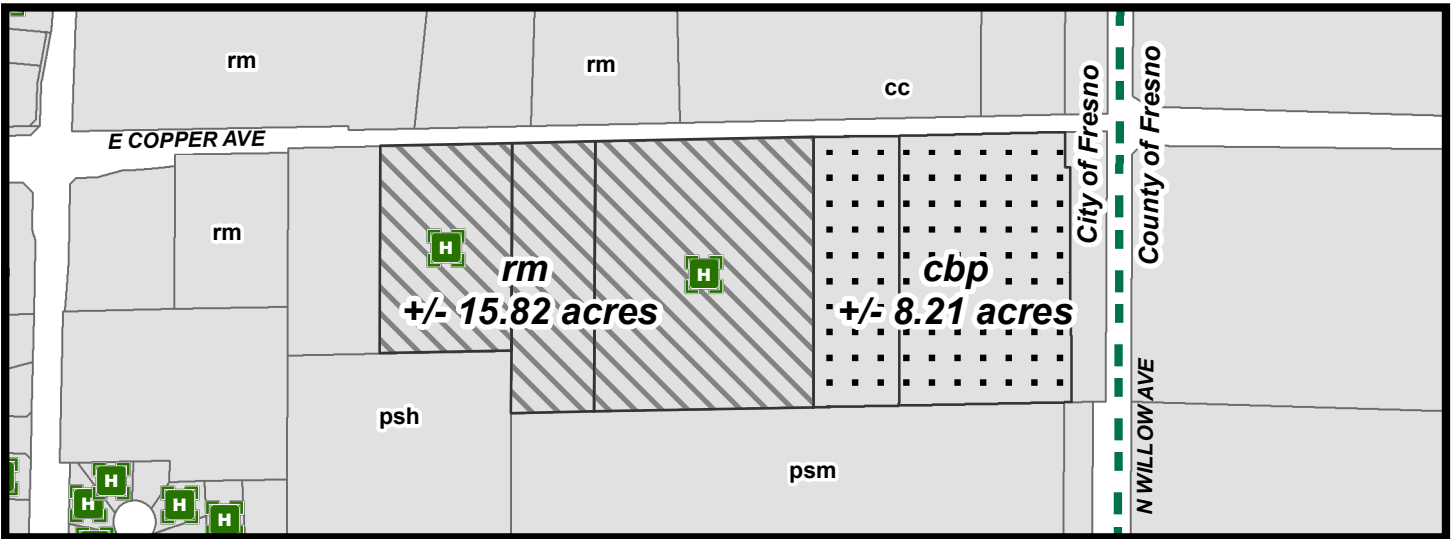 rm
rm
cc
E COPPER AVE
City of Fresno
County of Fresno
rm
H
H
rm
+/- 15.82 acres
cbp
+/- 8.21 acres
N WILLOW AVE
psh
psm
H
H
H
H